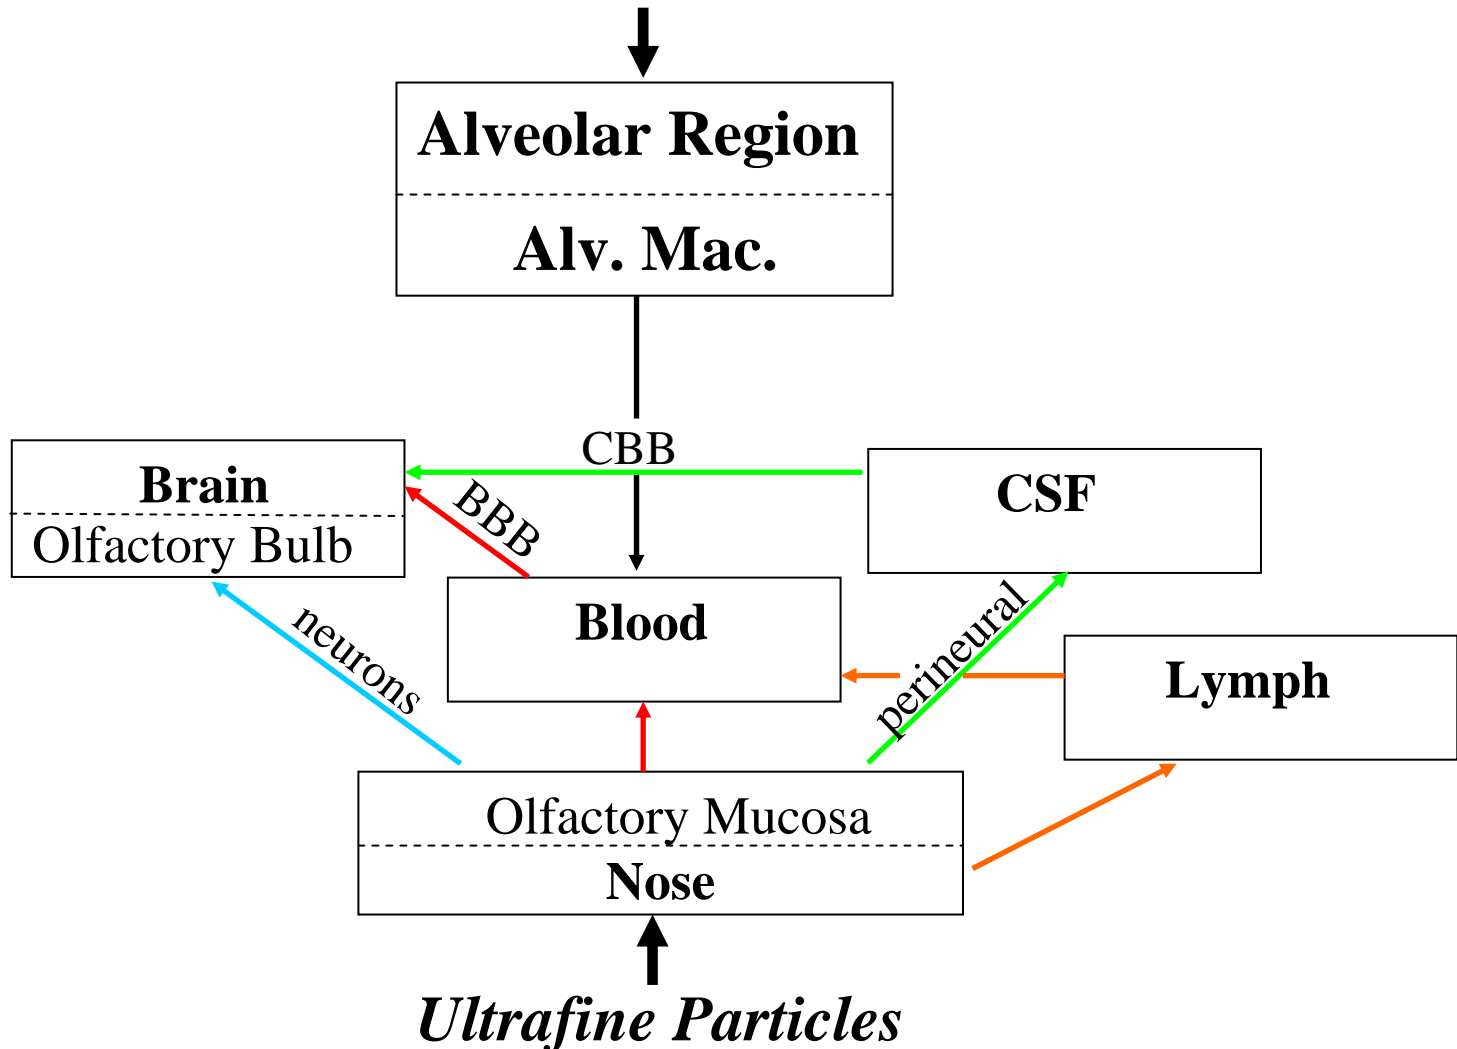 Alveolar Region
Alv. Mac.
CBB
Brain
BBB
CSF
Olfactory Bulb
neurons
Blood
perineural
Lymph
Olfactory Mucosa
Nose
Ultrafine Particles